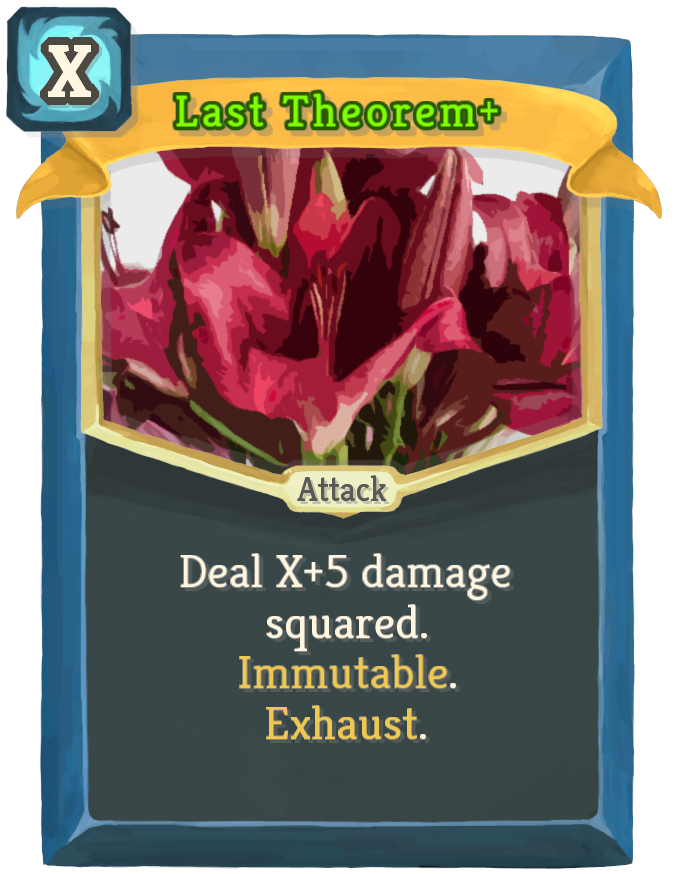 X
Last Theorem+
Attack
Deal X+5 damage
squared.
Immutable.
Exhaust.